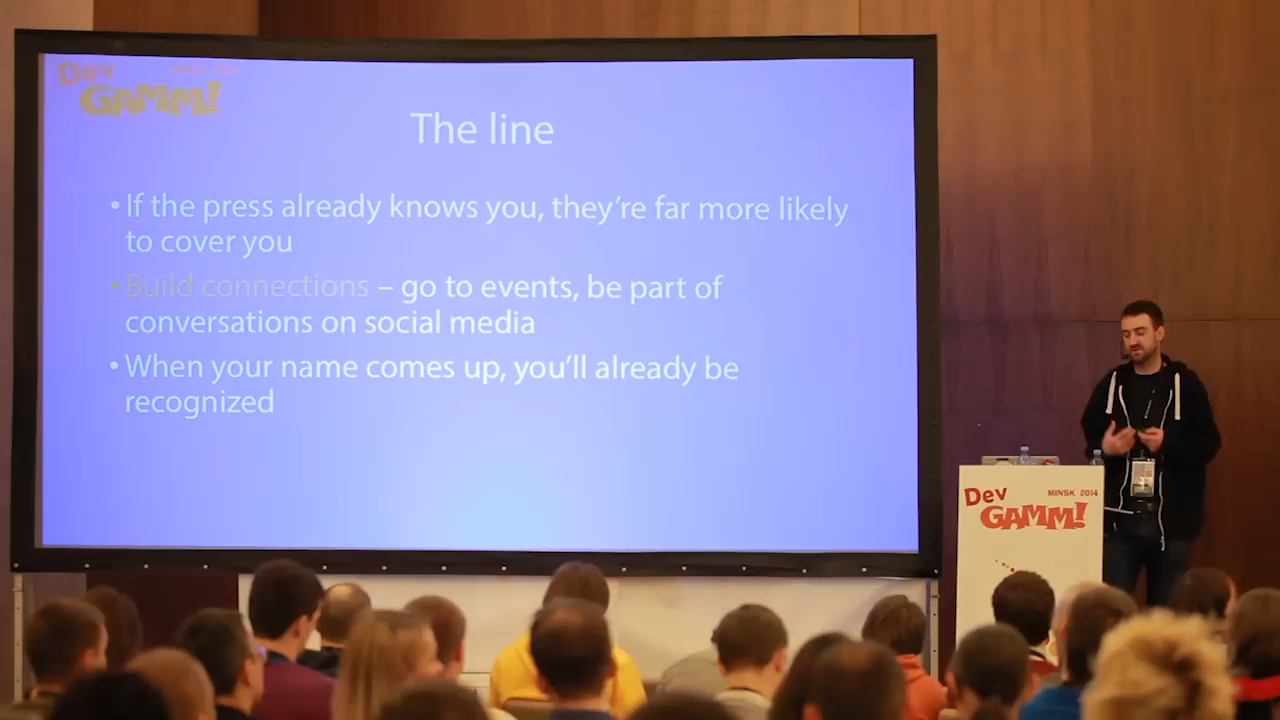 Dev
GAMM!
The line
• If the press already knows you, they're far more likely
to cover you
• Build connections – go to events, be part of
conversations on social media
• When your name comes up, you'll already be
recognized
Dev
MINSK 2014
GAMM!